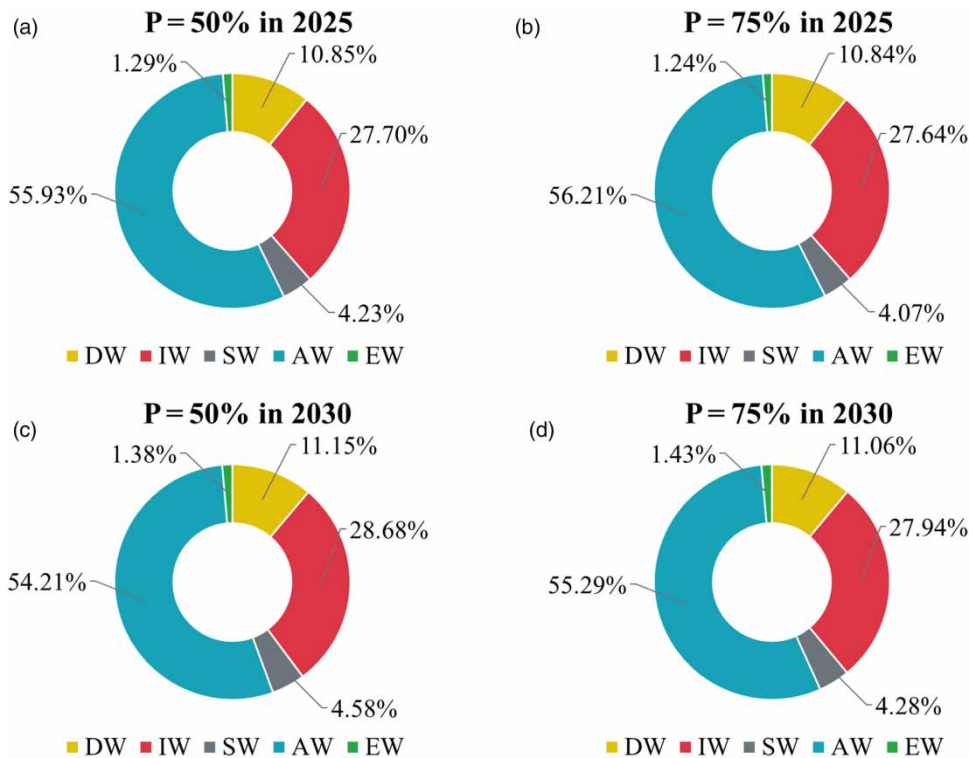 (a)
P = 50% in 2025
1.29%
10.85%
27.70%
55.93%
4.23%
DW IW SW AW EW
(b)
P = 75% in 2025
1.24%
10.84%
27.64%
56.21%
4.07%
DW IW SW AW EW
(c)
P = 50% in 2030
1.38%
11.15%
28.68%
54.21%
4.58%
DW IW SW AW EW
(d)
P = 75% in 2030
1.43%
11.06%
27.94%
55.29%
4.28%
DW IW SW AW EW